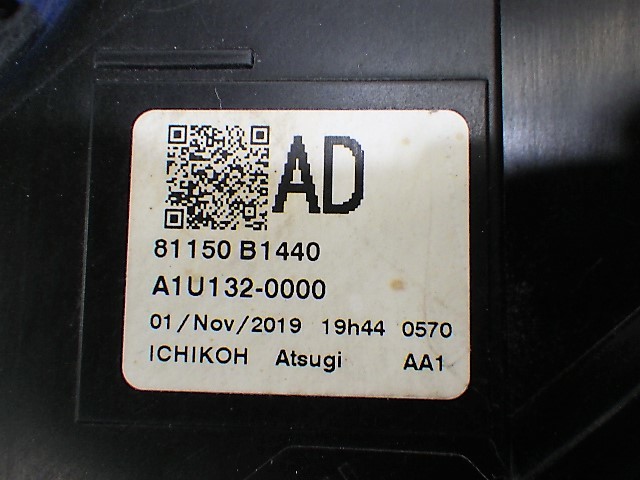 AD
81150 B1440
A1U132-0000
01/Nov/2019 19h44 0570
ICHIKOH Atsugi AA1